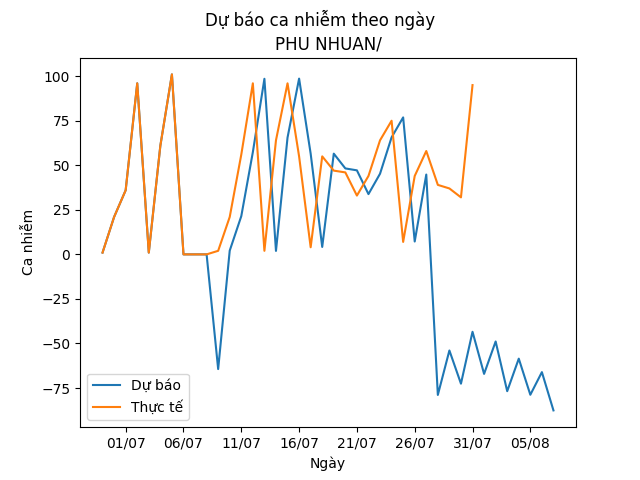 Dự báo ca nhiễm theo ngày
PHU NHUAN/
Ca nhiễm
100
75
50
25
0
−25
−50
−75
Dự báo
Thực tế
01/07 06/07 11/07 16/07 21/07 26/07 31/07 05/08
Ngày